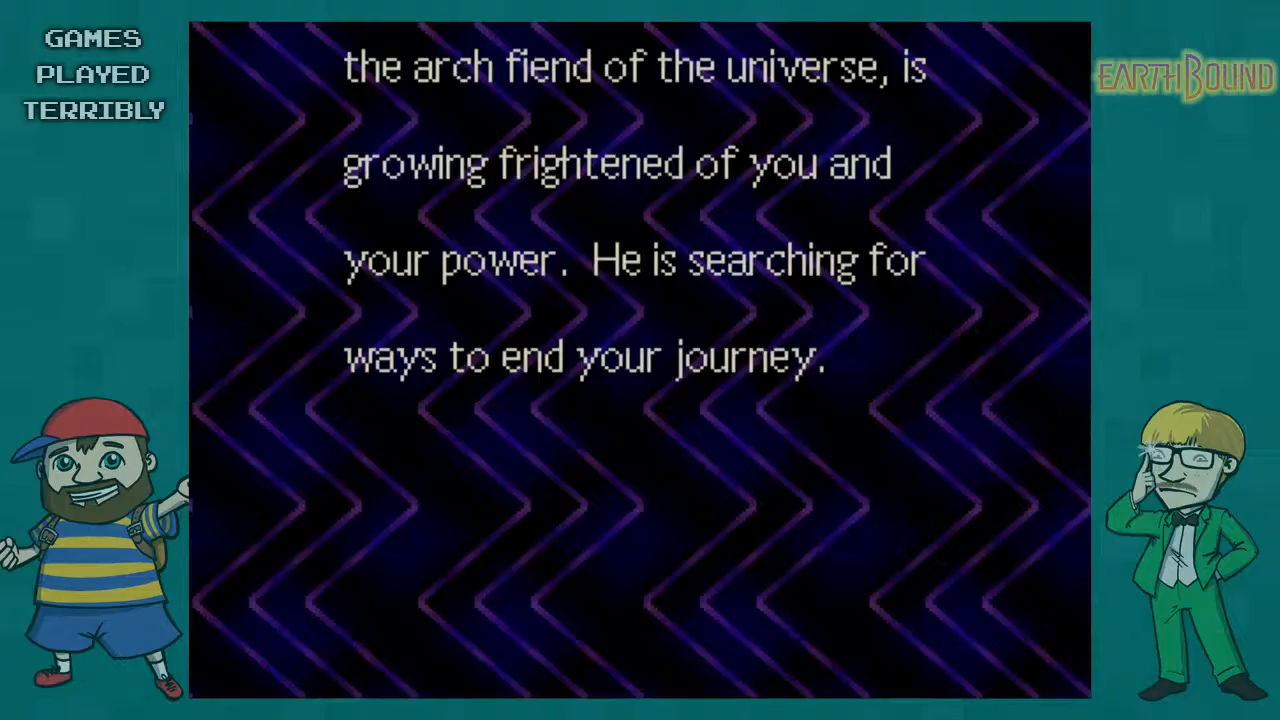 GAMES
PLAYED
TERRIBLY
EARTHBOUND
the arch fiend of the universe, is
growing frightened of you and
your power.  He is searching for
ways to end your journey.